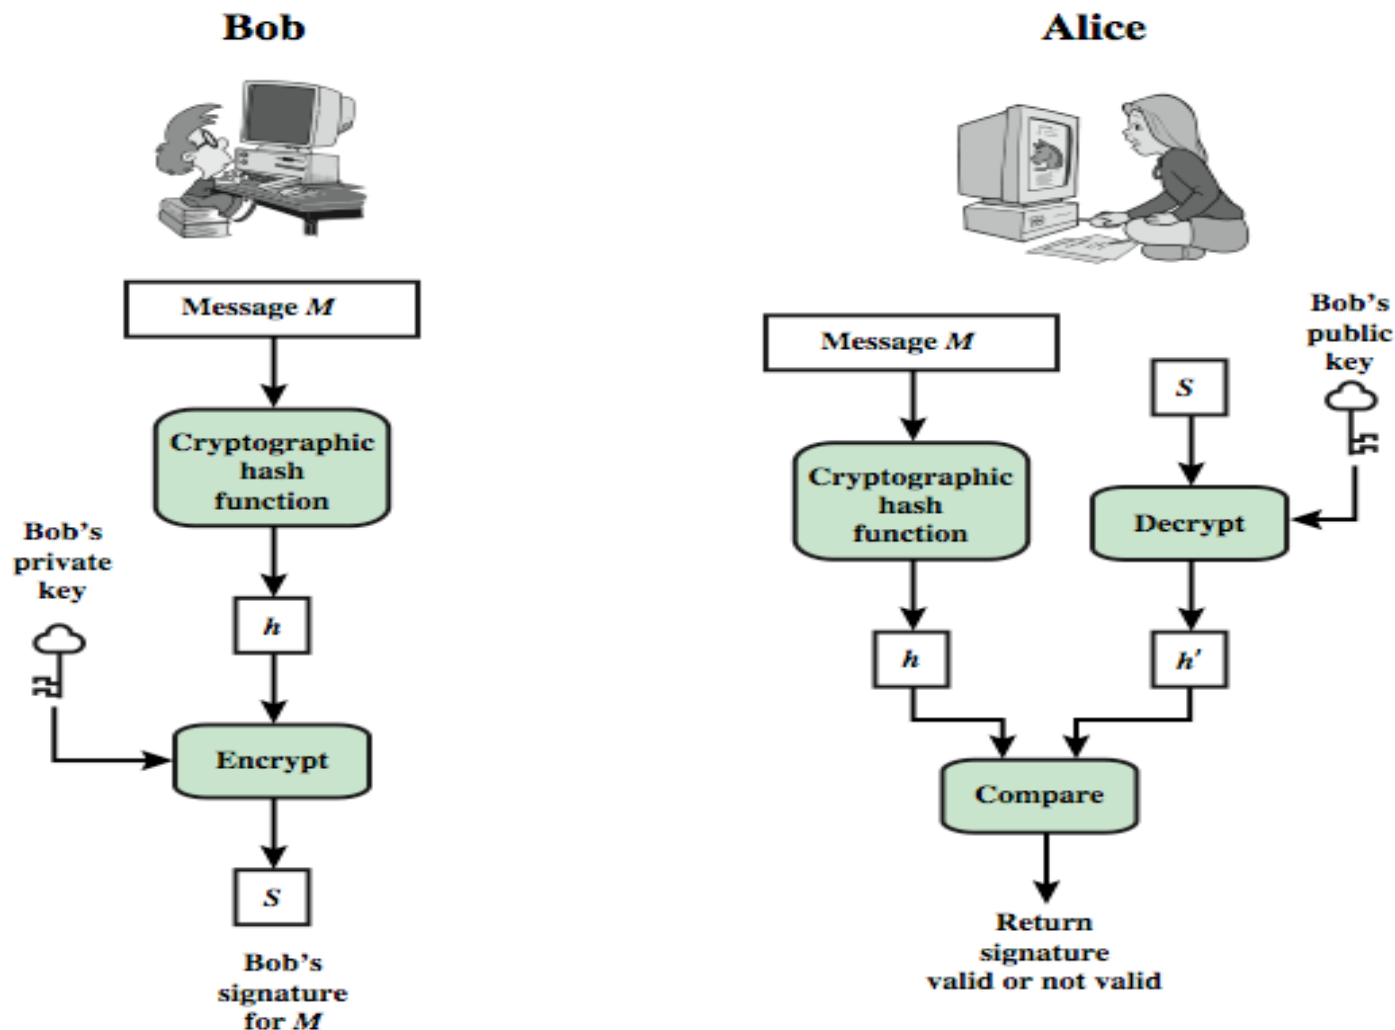 Bob
Message M
Cryptographic
hash
function
Bob's
private
key
h
Encrypt
S
Bob's
signature
for M
Alice
Message M
Bob's
public
key
S
Cryptographic
hash
function
Decrypt
h
h'
Compare
Return
signature
valid or not valid